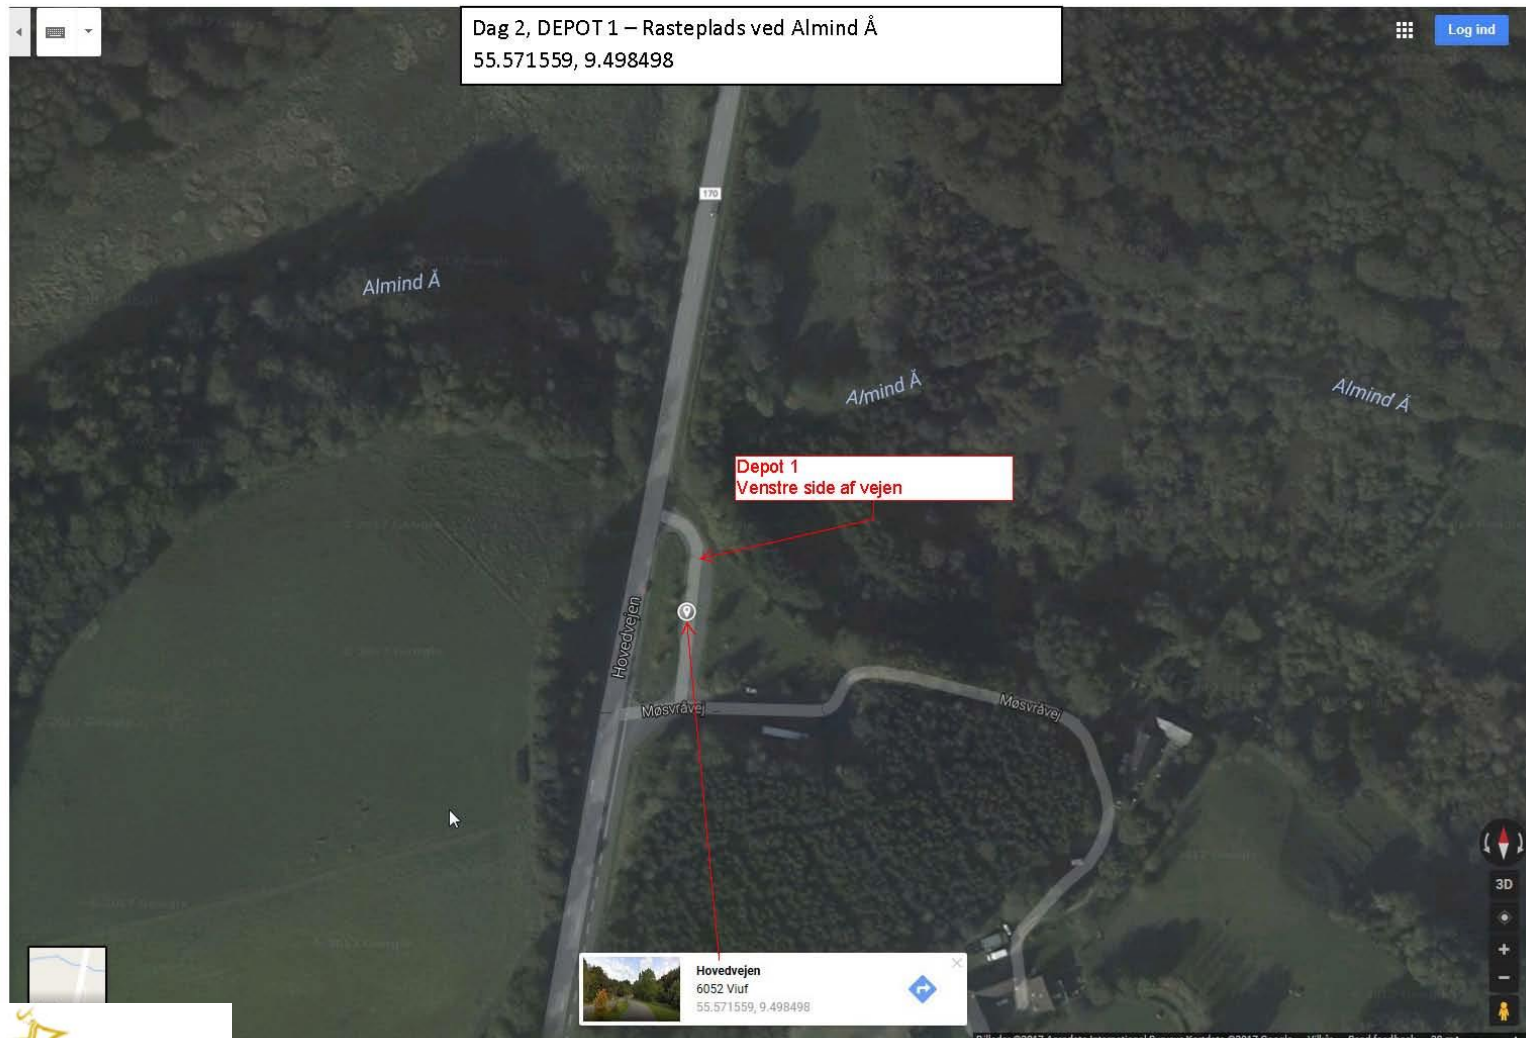 Dag 2, DEPOT 1 – Rasteplads ved Almind Å
55.571559, 9.498498
Log ind
170
Almind Å
Almind Å
Almind Å
Depot 1
Venstre side af vejen
Hovedvejen
Møsvråvej
Møsvråvej
3D
Hovedvejen
6052 Viuf
55.571559, 9.498498